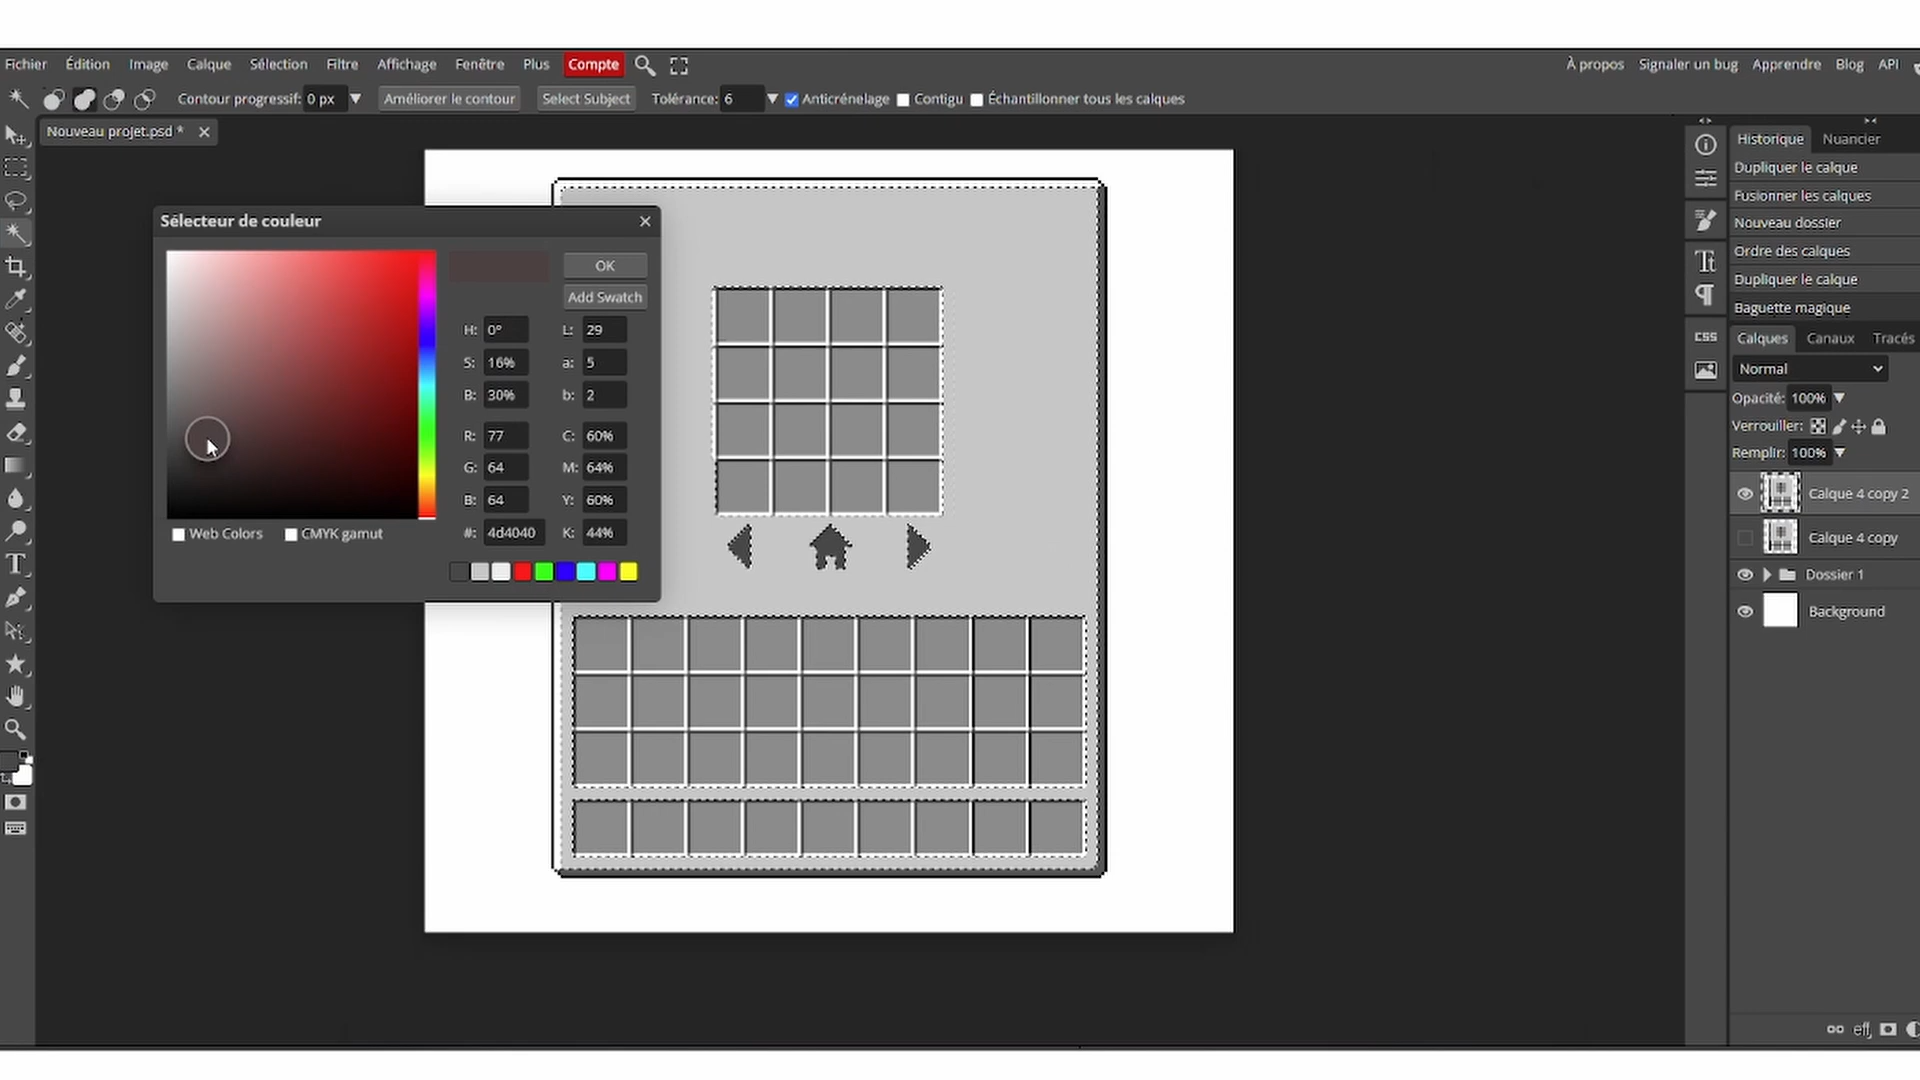 Fichier Édition Image Calque Sélection Filtre Affichage Fenêtre Plus Compte À propos Signaler un bug Apprendre Blog API
Contour progressif: 0 px Améliorer le contour Select Subject Tolérance: 6 Anticrénelage Contigu Échantillonner tous les calques
Nouveau projet.psd *
Sélecteur de couleur
OK
Add Swatch
H: 0° L: 29
S: 16% a: 5
B: 30% b: 2
R: 77 C: 60%
G: 64 M: 64%
B: 64 Y: 60%
#: 4d4040 K: 44%
Web Colors CMYK gamut
Historique Nuancier
Dupliquer le calque
Fusionner les calques
Nouveau dossier
Ordre des calques
Dupliquer le calque
Baguette magique
CSS
Calques Canaux Tracés
Normal
Opacité: 100%
Verrouiller:
Remplir: 100%
Calque 4 copy 2
Calque 4 copy
Dossier 1
Background
eff